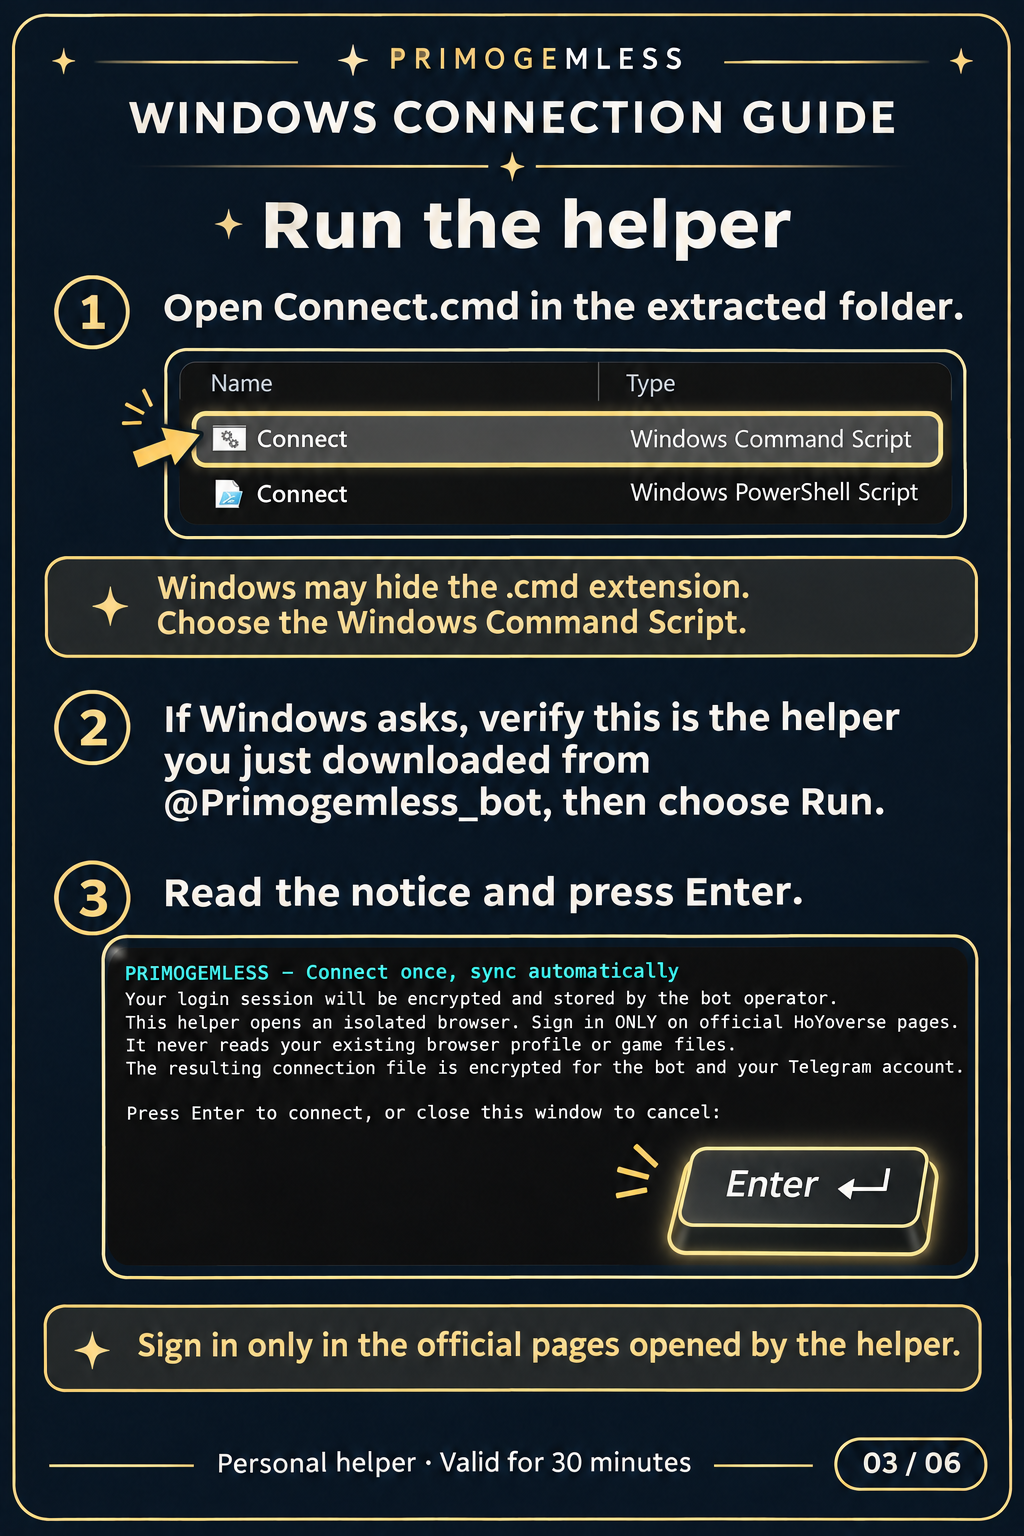 PRIMOGEMLESS
WINDOWS CONNECTION GUIDE
Run the helper
1
Open Connect.cmd in the extracted folder.
Name Type
Connect Windows Command Script
Connect Windows PowerShell Script
Windows may hide the .cmd extension.
Choose the Windows Command Script.
2
If Windows asks, verify this is the helper
you just downloaded from
@Primogemless_bot, then choose Run.
3
Read the notice and press Enter.
PRIMOGEMLESS — Connect once, sync automatically
Your login session will be encrypted and stored by the bot operator.
This helper opens an isolated browser. Sign in ONLY on official HoYoverse pages.
It never reads your existing browser profile or game files.
The resulting connection file is encrypted for the bot and your Telegram account.
Press Enter to connect, or close this window to cancel:
Enter
Sign in only in the official pages opened by the helper.
Personal helper · Valid for 30 minutes
03 / 06